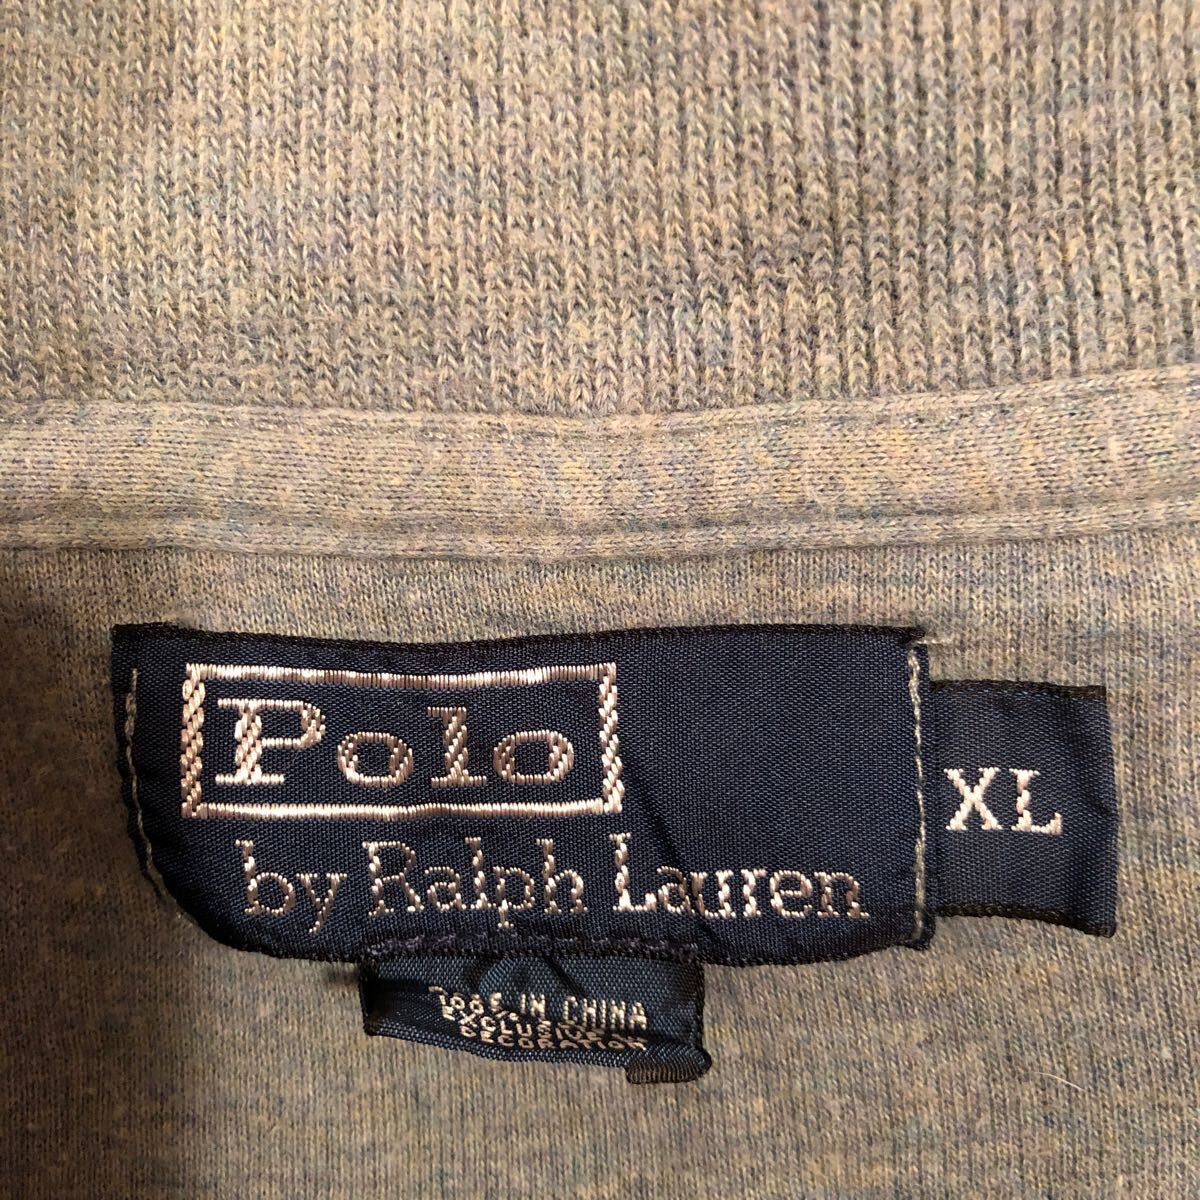 Polo
by Ralph Lauren
XL
IN CHINA
EXCLUSIVE
DECORATION